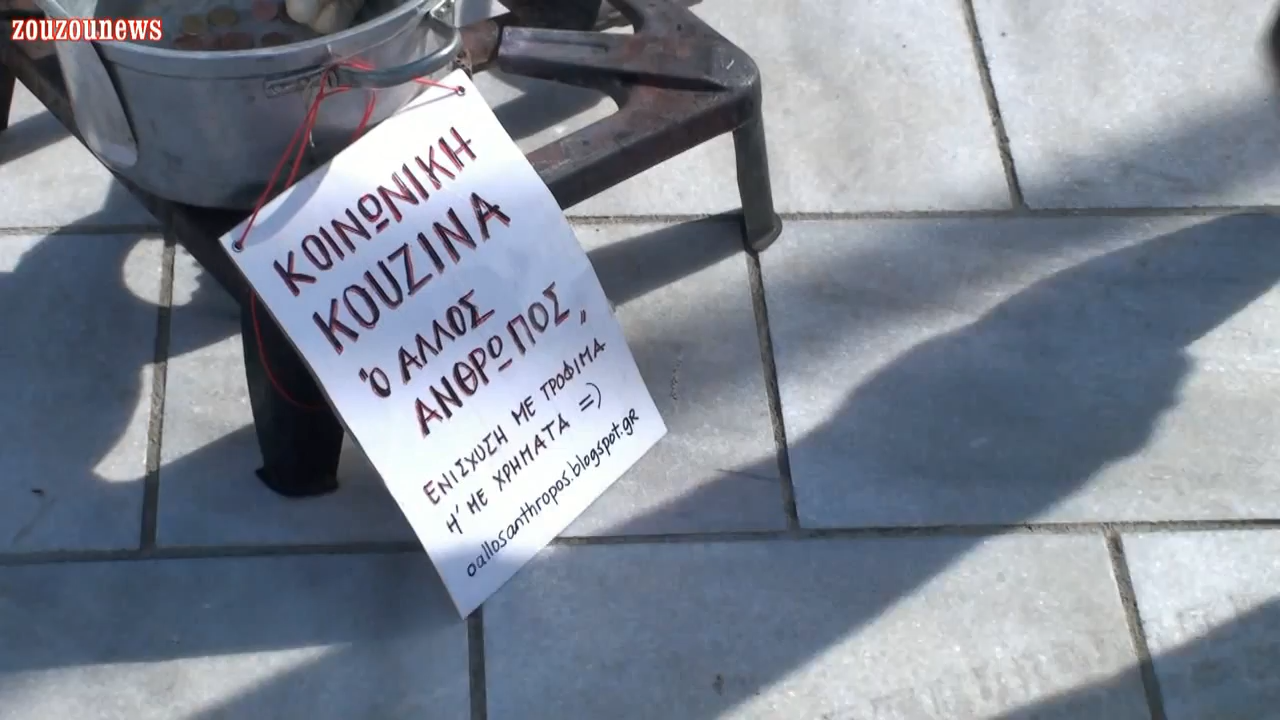 zouzounews
ΚΟΙΝΩΝΙΚΗ
ΚΟΥΖΙΝΑ
"Ο ΑΛΛΟΣ
ΑΝΘΡΩΠΟΣ„
ΕΝΙΣΧΥΣΗ ΜΕ ΤΡΟΦΙΜΑ
Η' ΜΕ ΧΡΗΜΑΤΑ =)
oallosanthropos.blogspot.gr